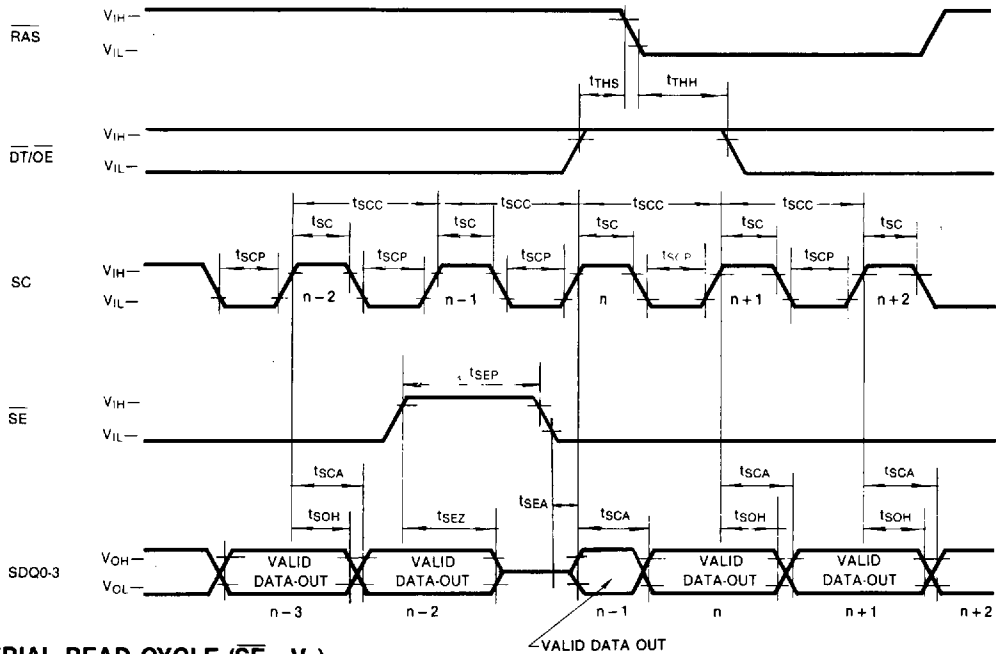 RAS
VIH
VIL
tTHS
tTHH
DT/OE
VIH
VIL
tSCC
tSCC
tSCC
tSCC
tSC
tSC
tSC
tSC
tSC
tSCP
tSCP
tSCP
tSCP
tSCP
SC
VIH
VIL
n−2
n−1
n
n+1
n+2
tSEP
SE
VIH
VIL
tSCA
tSEA
tSCA
tSCA
tSOH
tSEZ
tSCA
tSOH
tSOH
SDQ0-3
VOH
VOL
VALID DATA-OUT
VALID DATA-OUT
VALID DATA-OUT
VALID DATA-OUT
n−3
n−2
n−1
n
n+1
n+2
VALID DATA OUT